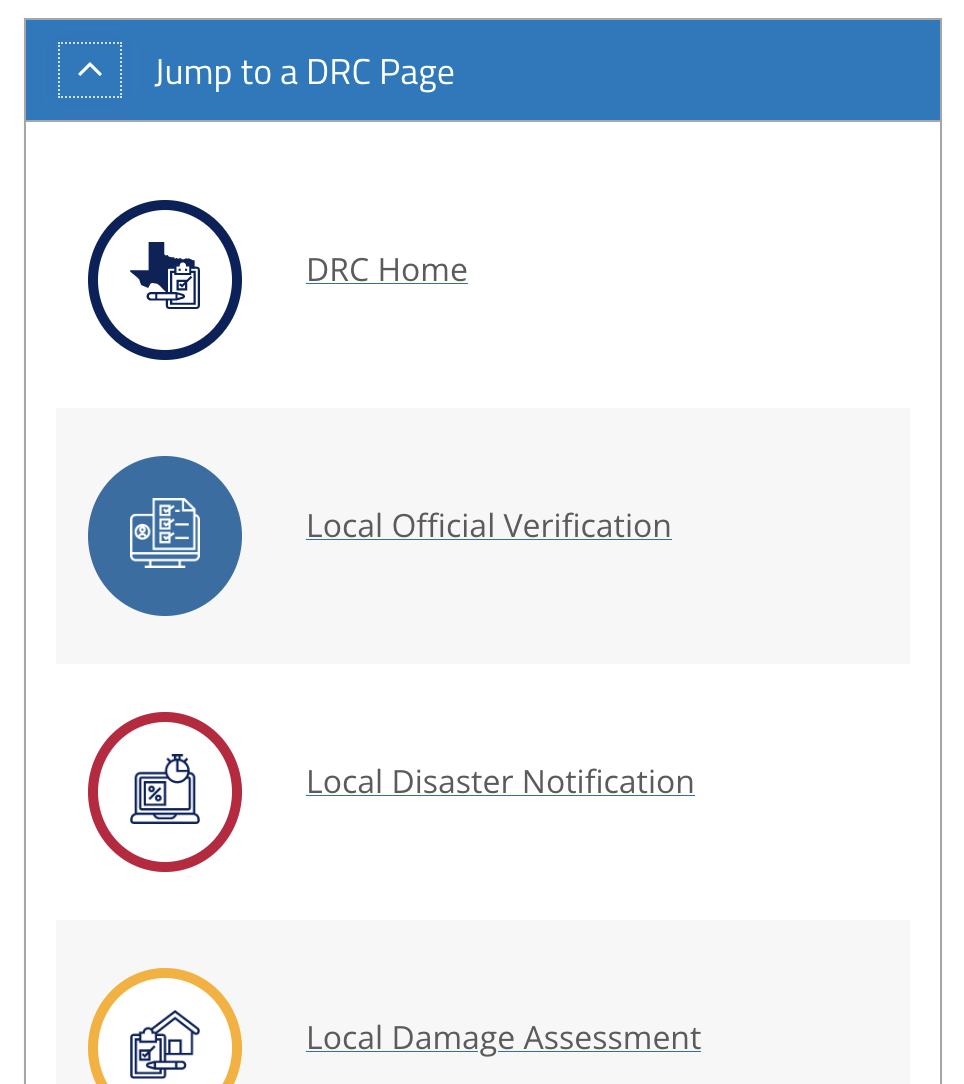 Jump to a DRC Page
DRC Home
Local Official Verification
Local Disaster Notification
%
Local Damage Assessment